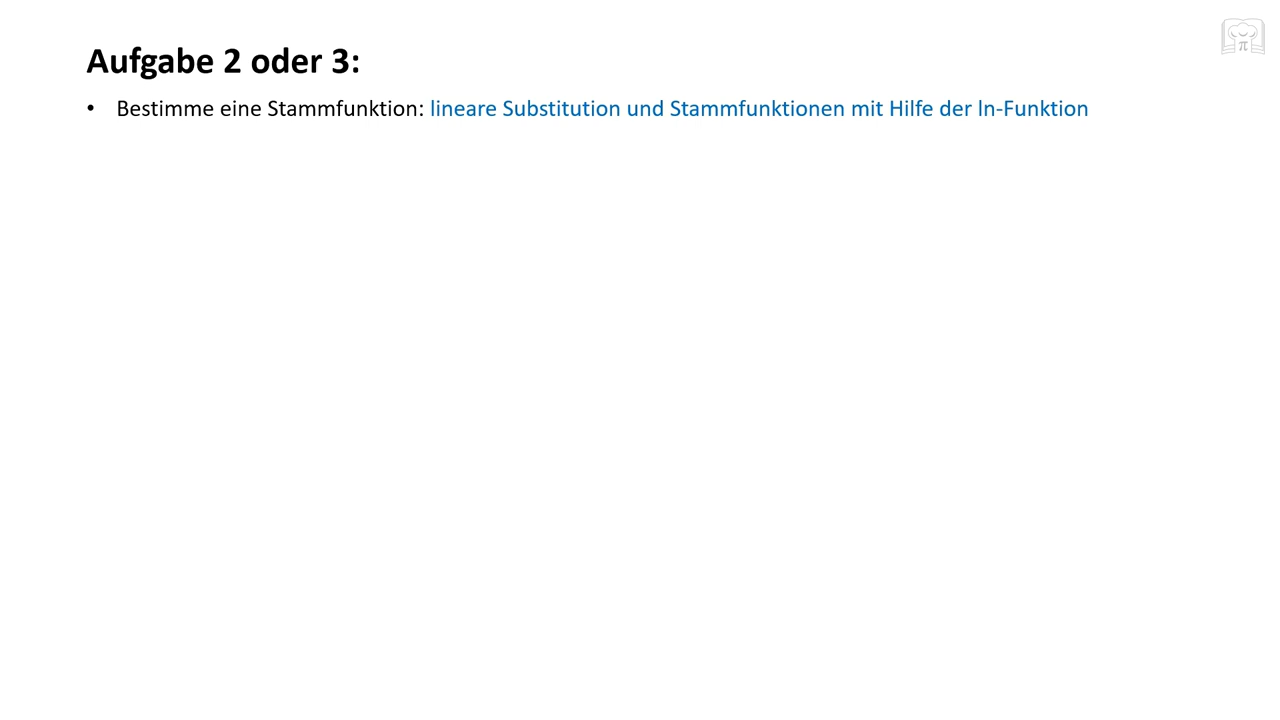 Aufgabe 2 oder 3:
• Bestimme eine Stammfunktion: lineare Substitution und Stammfunktionen mit Hilfe der ln-Funktion
π